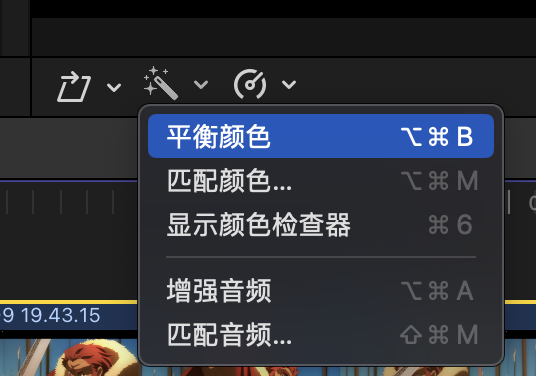 平衡颜色 ⌥⌘B
匹配颜色... ⌥⌘M
显示颜色检查器 ⌘6
增强音频 ⌥⌘A
匹配音频... ⇧⌘M
9 19.43.15